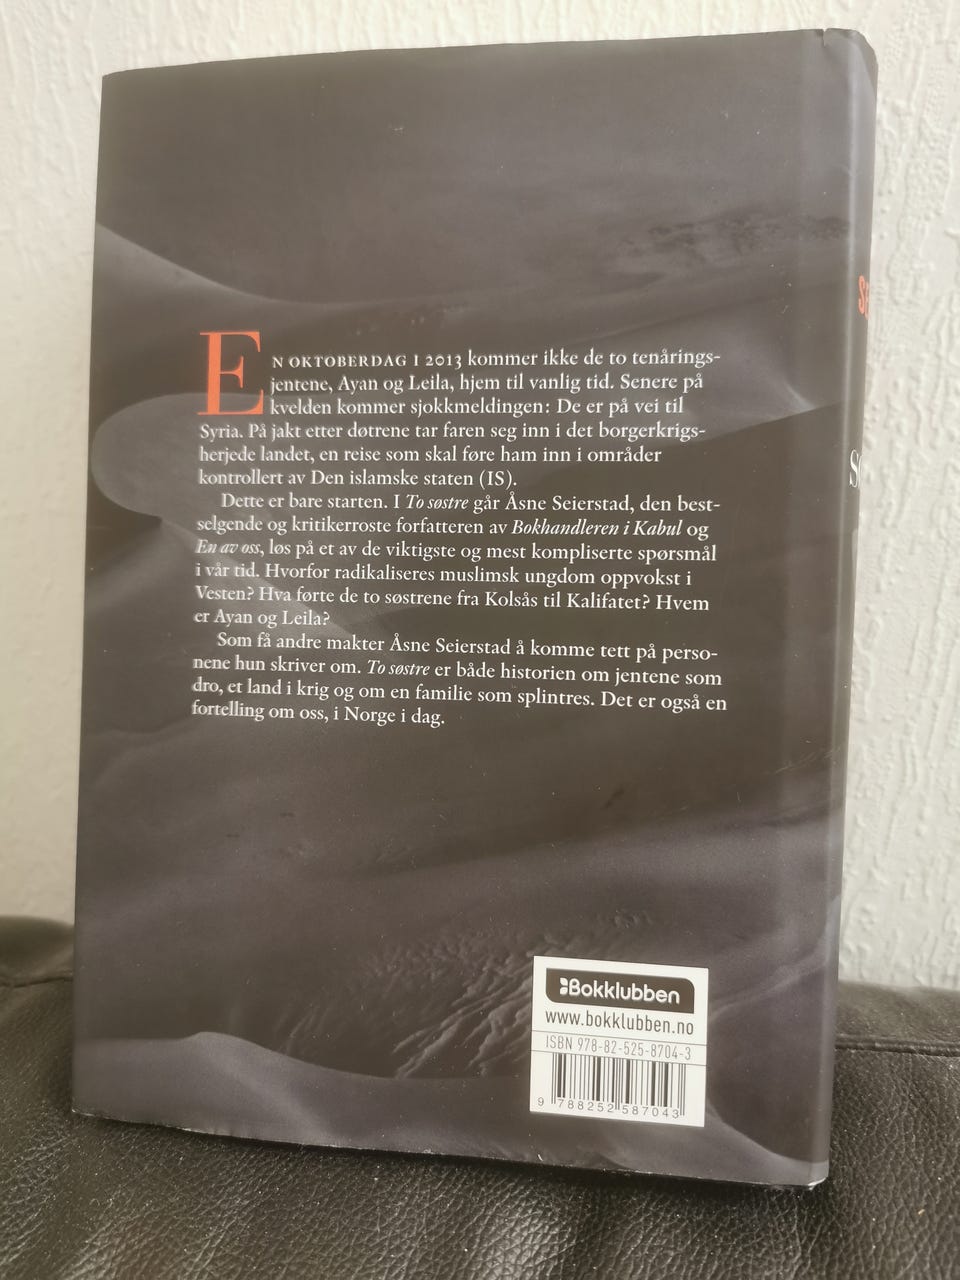 EN OKTOBERDAG I 2013 kommer ikke de to tenårings-
jentene, Ayan og Leila, hjem til vanlig tid. Senere på
kvelden kommer sjokkmeldingen: De er på vei til
Syria. På jakt etter døtrene tar faren seg inn i det borgerkrigs-
herjede landet, en reise som skal føre ham inn i områder
kontrollert av Den islamske staten (IS).
Dette er bare starten. I To søstre går Åsne Seierstad, den best-
selgende og kritikerroste forfatteren av Bokhandleren i Kabul og
En av oss, løs på et av de viktigste og mest kompliserte spørsmål
i vår tid. Hvorfor radikaliseres muslimsk ungdom oppvokst i
Vesten? Hva førte de to søstrene fra Kolsås til Kalifatet? Hvem
er Ayan og Leila?
Som få andre makter Åsne Seierstad å komme tett på perso-
nene hun skriver om. To søstre er både historien om jentene som
dro, et land i krig og om en familie som splintres. Det er også en
fortelling om oss, i Norge i dag.
Bokklubben
www.bokklubben.no
ISBN 978-82-525-8704-3
9 788252 587043